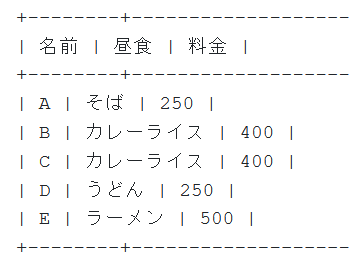 +--------+-------------------
| 名前 | 昼食 | 料金 |
+--------+-------------------
| A | そば | 250 |
| B | カレーライス | 400 |
| C | カレーライス | 400 |
| D | うどん | 250 |
| E | ラーメン | 500 |
+--------+-------------------